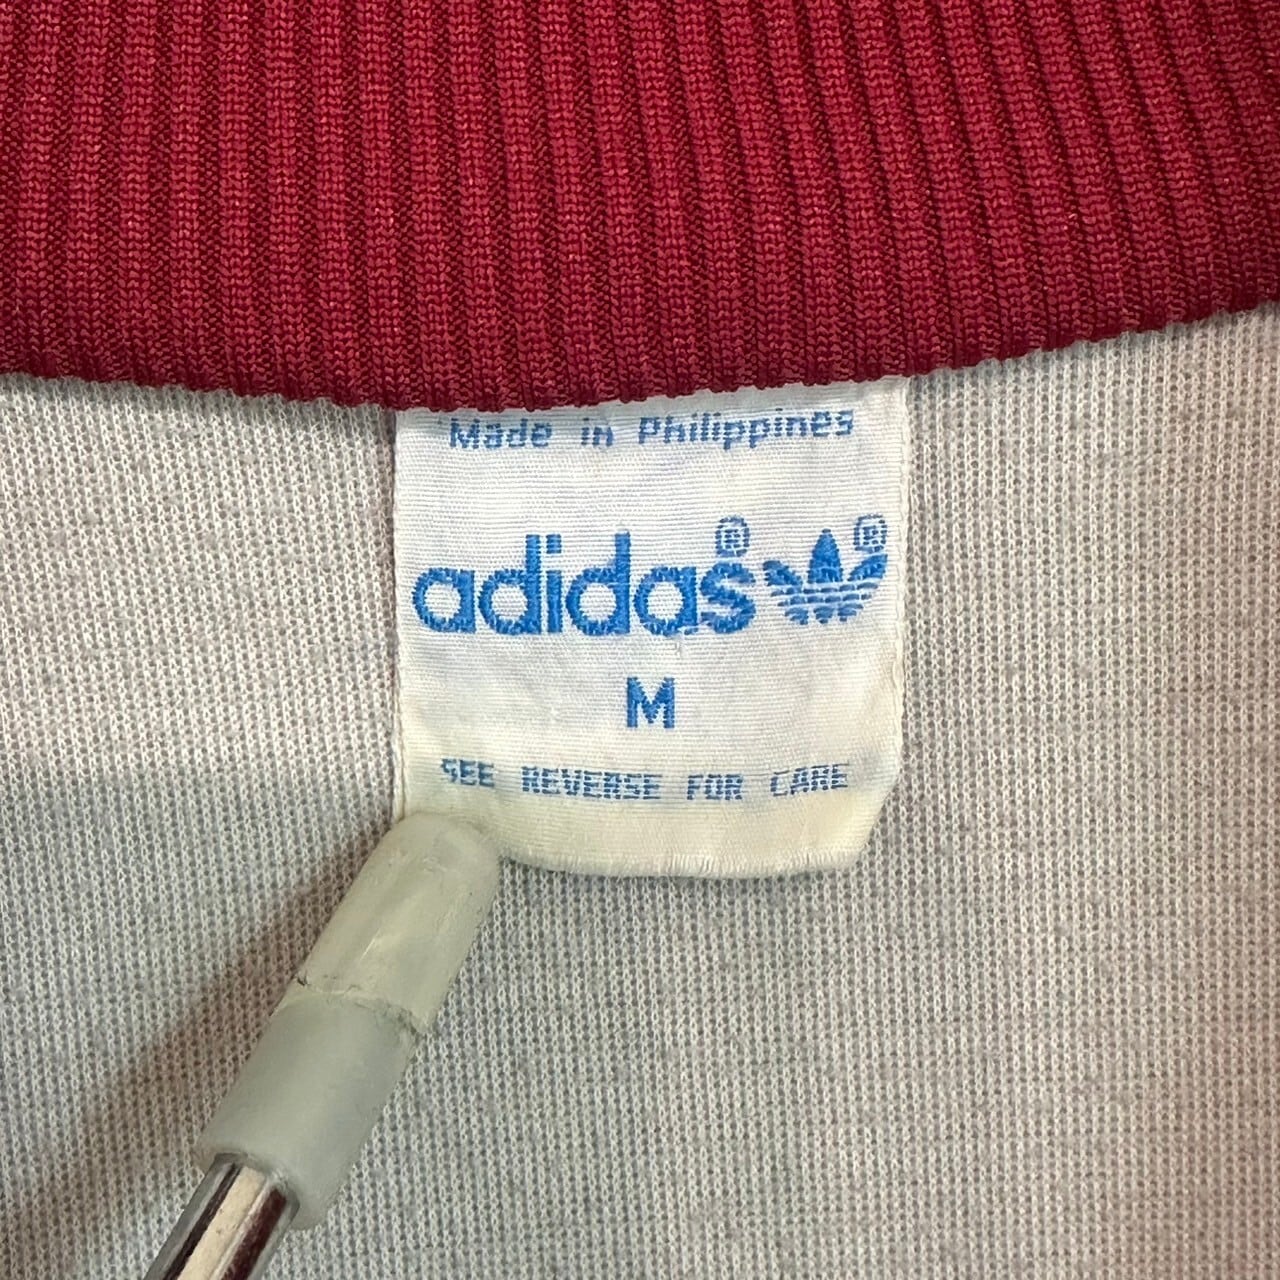 Made in Philippines
adidas® ®
M
SEE REVERSE FOR CARE